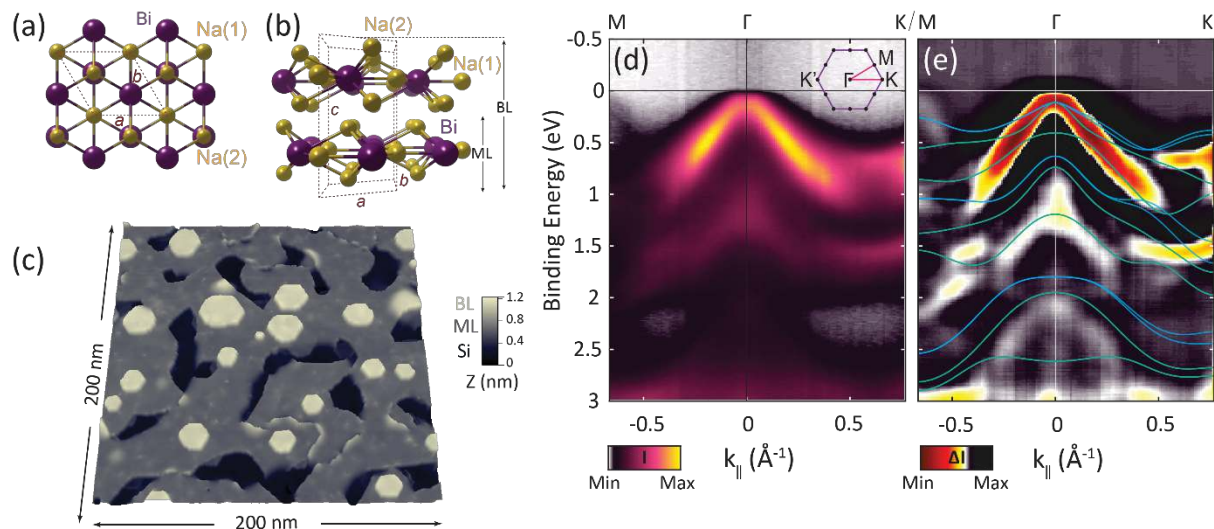 (a)
Bi
Na(1)
b
a
Na(2)
(b)
Na(2)
Na(1)
c
BL
ML
Bi
b
a
(c)
200 nm
200 nm
BL
ML
Si
1.2
0.8
0.4
0
Z (nm)
M Γ K/M Γ K
(d)
M
K' Γ K
(e)
Binding Energy (eV)
-0.5
0
0.5
1
1.5
2
2.5
3
-0.5 0 0.5
k∥ (Å-1)
I
Min Max
-0.5 0 0.5
k∥ (Å-1)
ΔI
Min Max